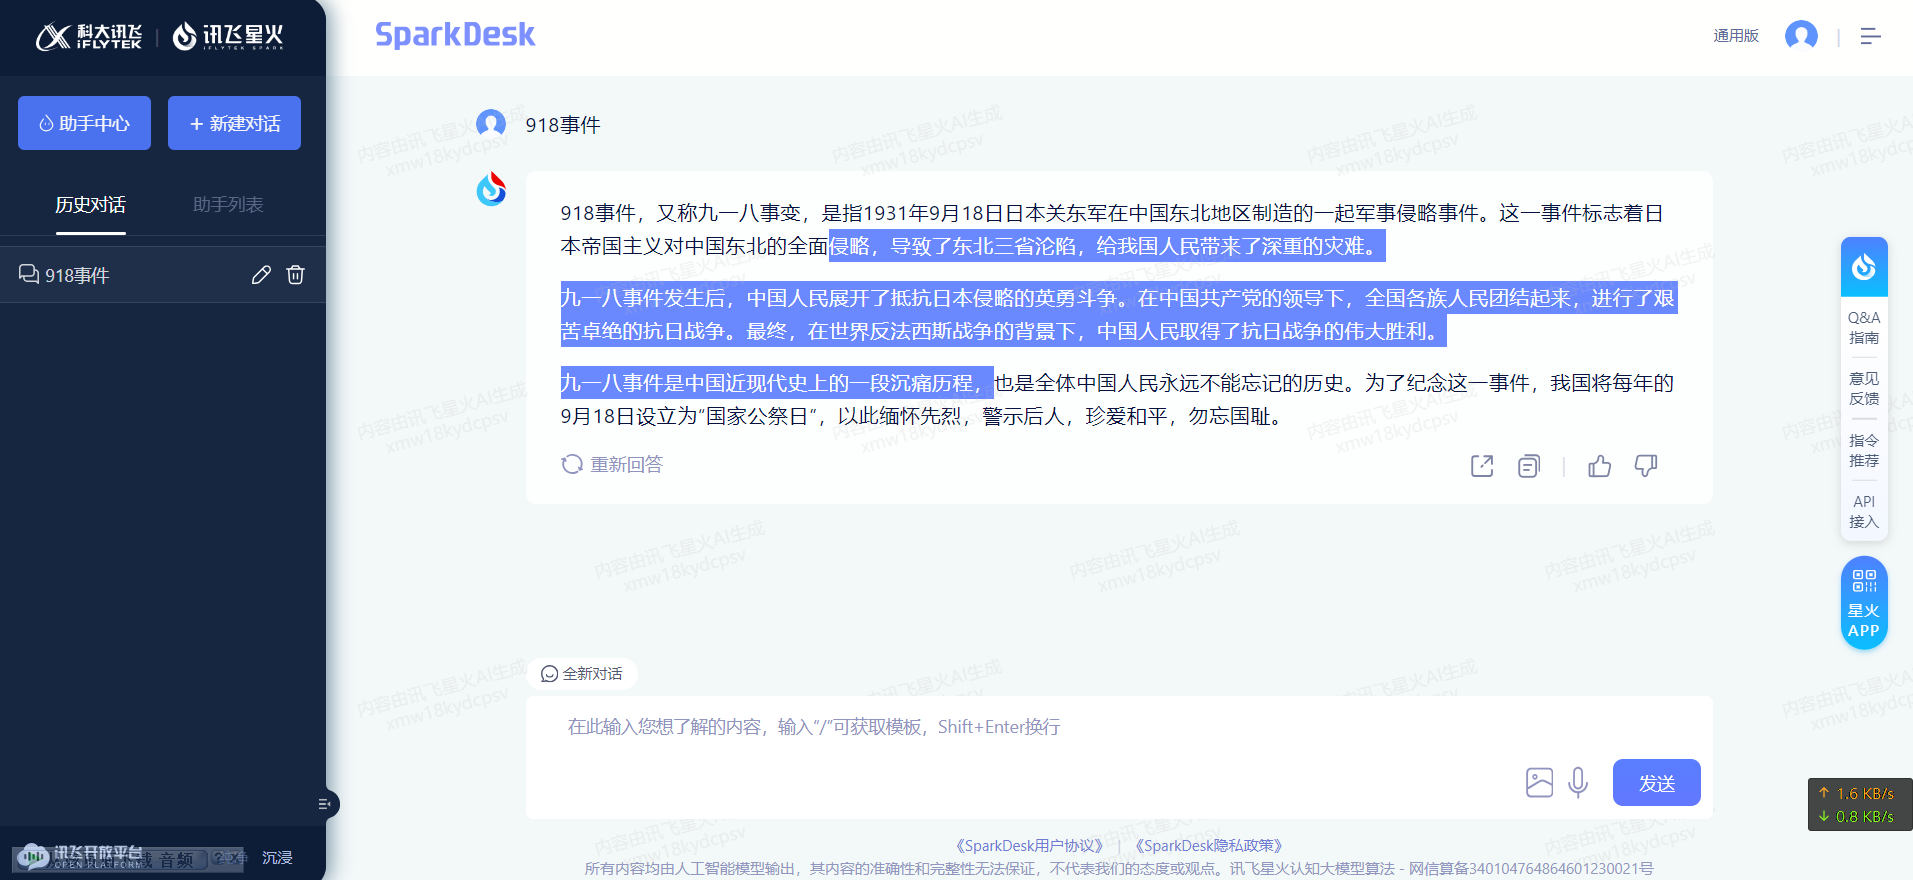 科大讯飞
iFLYTEK
讯飞星火
iFLYTEK SPARK
SparkDesk
通用版
助手中心
+ 新建对话
历史对话
助手列表
918事件
918事件
918事件，又称九一八事变，是指1931年9月18日日本关东军在中国东北地区制造的一起军事侵略事件。这一事件标志着日
本帝国主义对中国东北的全面侵略，导致了东北三省沦陷，给我国人民带来了深重的灾难。
九一八事件发生后，中国人民展开了抵抗日本侵略的英勇斗争。在中国共产党的领导下，全国各族人民团结起来，进行了艰
苦卓绝的抗日战争。最终，在世界反法西斯战争的背景下，中国人民取得了抗日战争的伟大胜利。
九一八事件是中国近现代史上的一段沉痛历程，也是全体中国人民永远不能忘记的历史。为了纪念这一事件，我国将每年的
9月18日设立为“国家公祭日”，以此缅怀先烈，警示后人，珍爱和平，勿忘国耻。
重新回答
Q&A
指南
意见
反馈
指令
推荐
API
接入
星火
APP
全新对话
在此输入您想了解的内容，输入“/”可获取模板，Shift+Enter换行
发送
↑ 1.6 KB/s
↓ 0.8 KB/s
讯飞开放平台
OPEN PLATFORM
沉浸
《SparkDesk用户协议》 | 《SparkDesk隐私政策》
所有内容均由人工智能模型输出，其内容的准确性和完整性无法保证，不代表我们的态度或观点。讯飞星火认知大模型算法 - 网信算备340104764864601230021号
内容由讯飞星火AI生成
xmw18kydcpsv